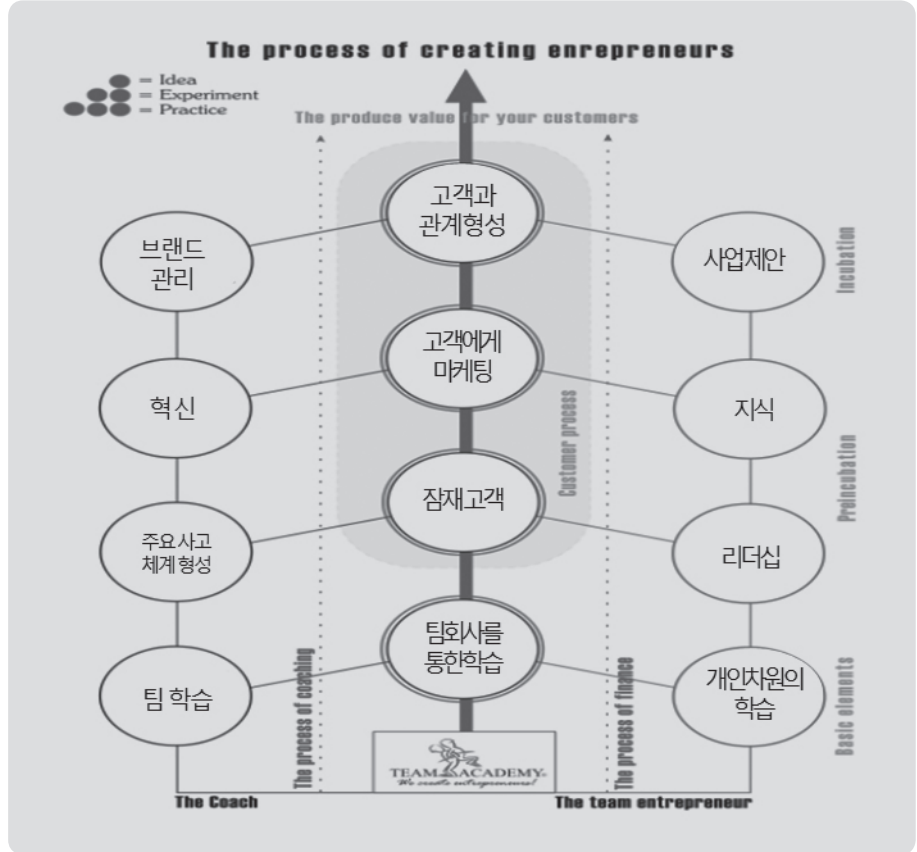 The process of creating enrepreneurs
= Idea
= Experiment
= Practice
The produce value for your customers
고객과
관계형성
브랜드
관리
사업제안
Incubation
고객에게
마케팅
혁신
지식
Customer process
Preincubation
잠재고객
주요사고
체계형성
리더십
팀회사를
통한학습
팀 학습
개인차원의
학습
The process of coaching
The process of finance
Basic elements
TEAM ACADEMY
We create entrepreneurs!
The Coach
The team entrepreneur